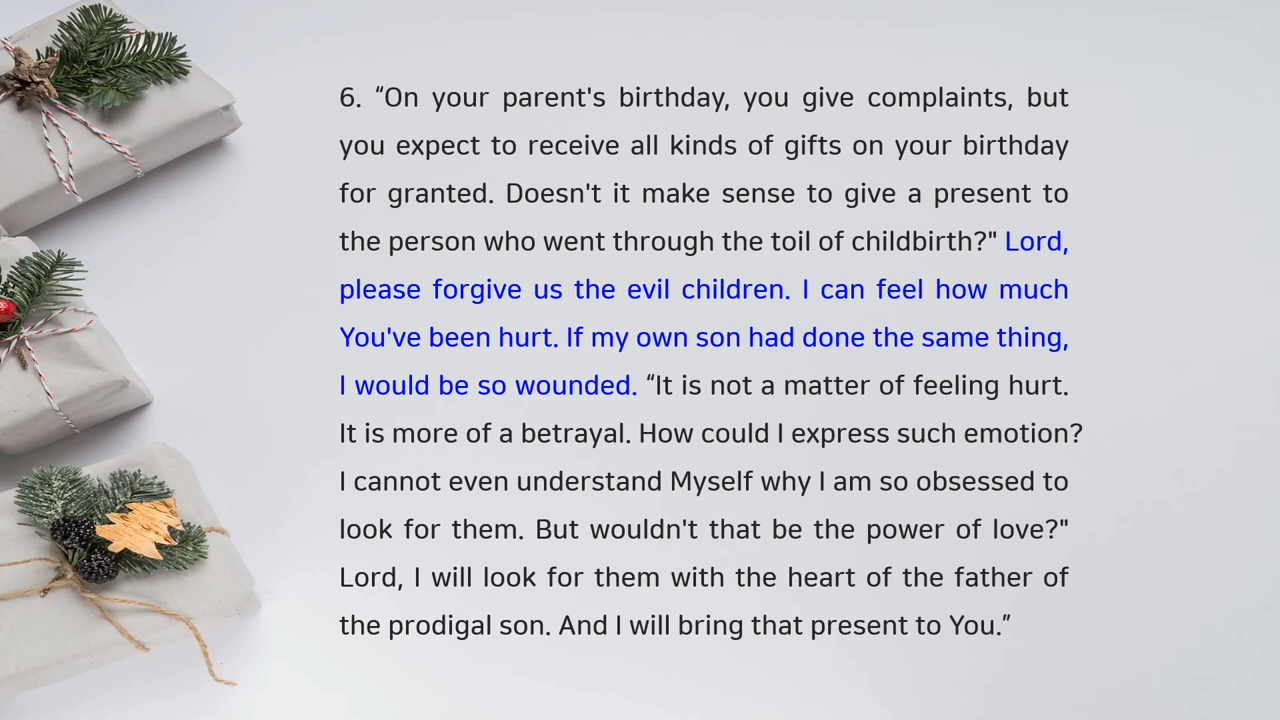 6. “On your parent's birthday, you give complaints, but
you expect to receive all kinds of gifts on your birthday
for granted. Doesn't it make sense to give a present to
the person who went through the toil of childbirth?" Lord,
please forgive us the evil children. I can feel how much
You've been hurt. If my own son had done the same thing,
I would be so wounded. “It is not a matter of feeling hurt.
It is more of a betrayal. How could I express such emotion?
I cannot even understand Myself why I am so obsessed to
look for them. But wouldn't that be the power of love?"
Lord, I will look for them with the heart of the father of
the prodigal son. And I will bring that present to You.”